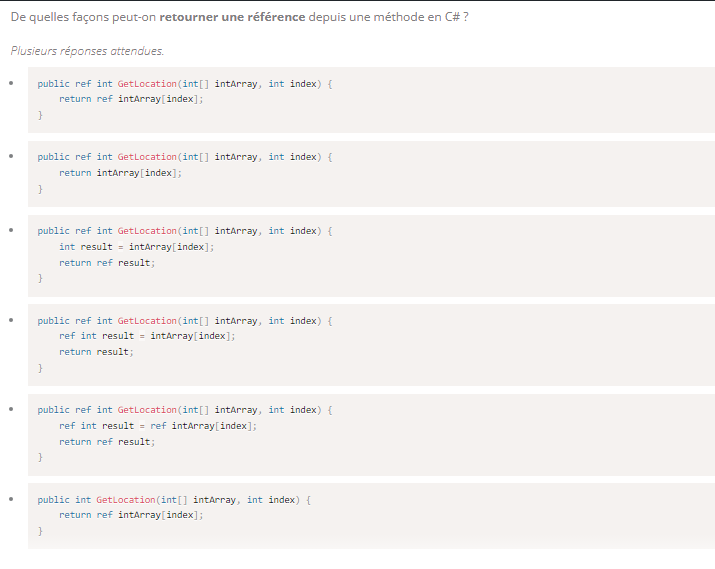 De quelles façons peut-on retourner une référence depuis une méthode en C# ?
Plusieurs réponses attendues.
public ref int GetLocation(int[] intArray, int index) {
return ref intArray[index];
}
public ref int GetLocation(int[] intArray, int index) {
return intArray[index];
}
public ref int GetLocation(int[] intArray, int index) {
int result = intArray[index];
return ref result;
}
public ref int GetLocation(int[] intArray, int index) {
ref int result = intArray[index];
return result;
}
public ref int GetLocation(int[] intArray, int index) {
ref int result = ref intArray[index];
return ref result;
}
public int GetLocation(int[] intArray, int index) {
return ref intArray[index];
}